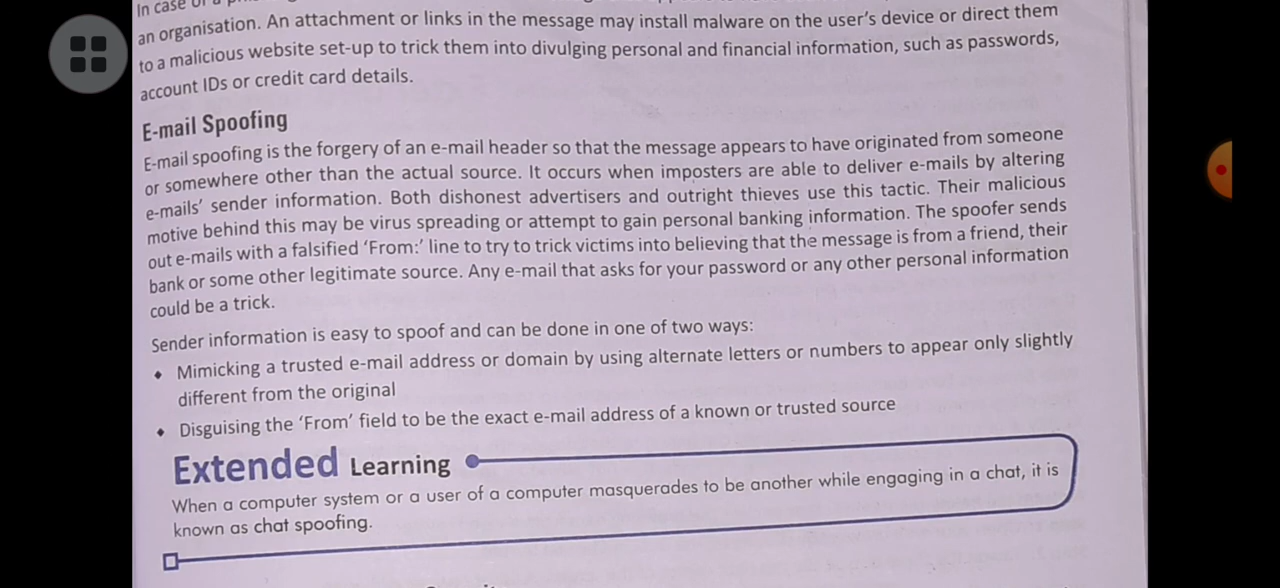 In case of a
an organisation. An attachment or links in the message may install malware on the user's device or direct them
to a malicious website set-up to trick them into divulging personal and financial information, such as passwords,
account IDs or credit card details.
E-mail Spoofing
E-mail spoofing is the forgery of an e-mail header so that the message appears to have originated from someone
or somewhere other than the actual source. It occurs when imposters are able to deliver e-mails by altering
e-mails' sender information. Both dishonest advertisers and outright thieves use this tactic. Their malicious
motive behind this may be virus spreading or attempt to gain personal banking information. The spoofer sends
out e-mails with a falsified 'From:' line to try to trick victims into believing that the message is from a friend, their
bank or some other legitimate source. Any e-mail that asks for your password or any other personal information
could be a trick.
Sender information is easy to spoof and can be done in one of two ways:
♦ Mimicking a trusted e-mail address or domain by using alternate letters or numbers to appear only slightly
different from the original
♦ Disguising the 'From' field to be the exact e-mail address of a known or trusted source
Extended Learning
When a computer system or a user of a computer masquerades to be another while engaging in a chat, it is
known as chat spoofing.